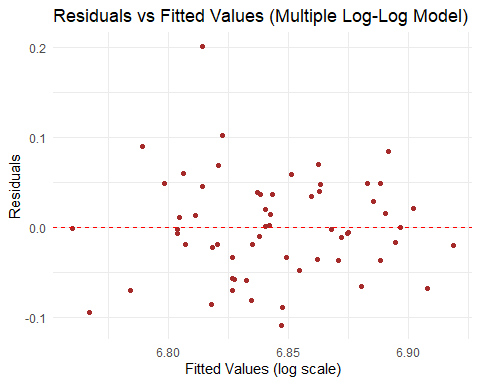 Residuals vs Fitted Values (Multiple Log-Log Model)
Residuals
0.2
0.1
0.0
-0.1
6.80 6.85 6.90
Fitted Values (log scale)